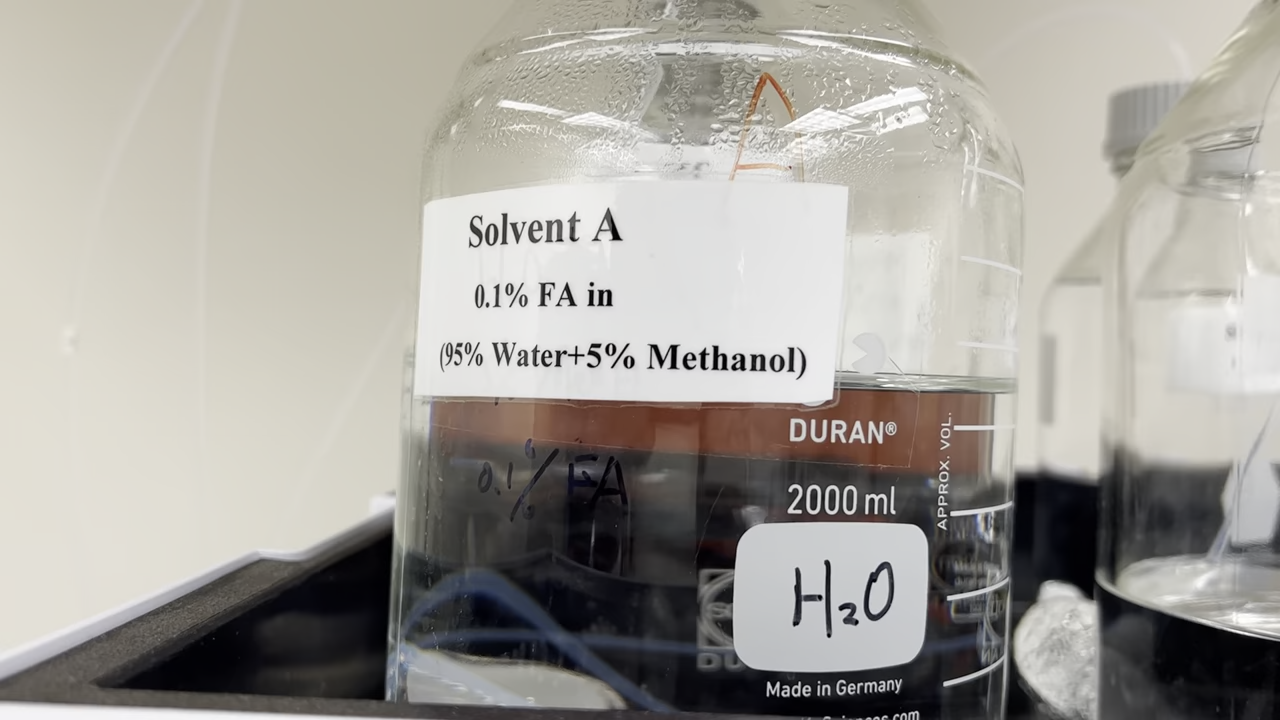 A
Solvent A
0.1% FA in
(95% Water+5% Methanol)
DURAN®
APPROX. VOL.
0.1% FA
2000 ml
H₂O
Made in Germany